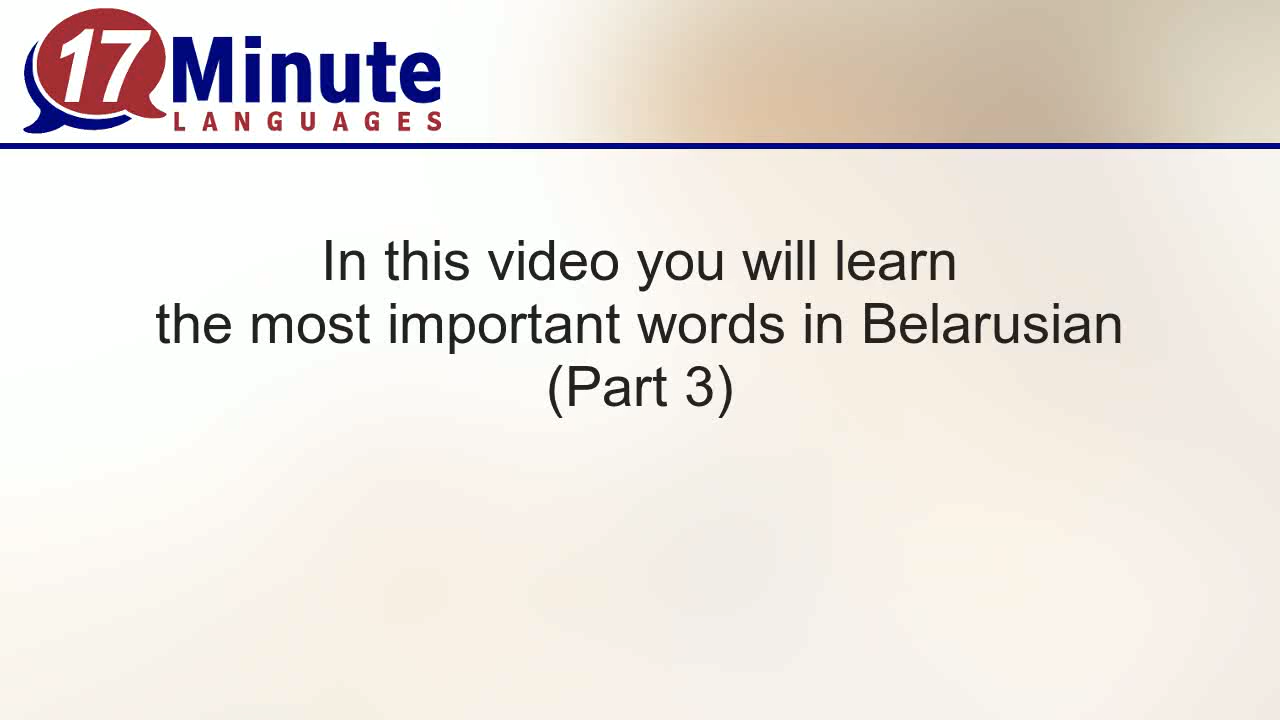 17 Minute
LANGUAGES
In this video you will learn
the most important words in Belarusian
(Part 3)